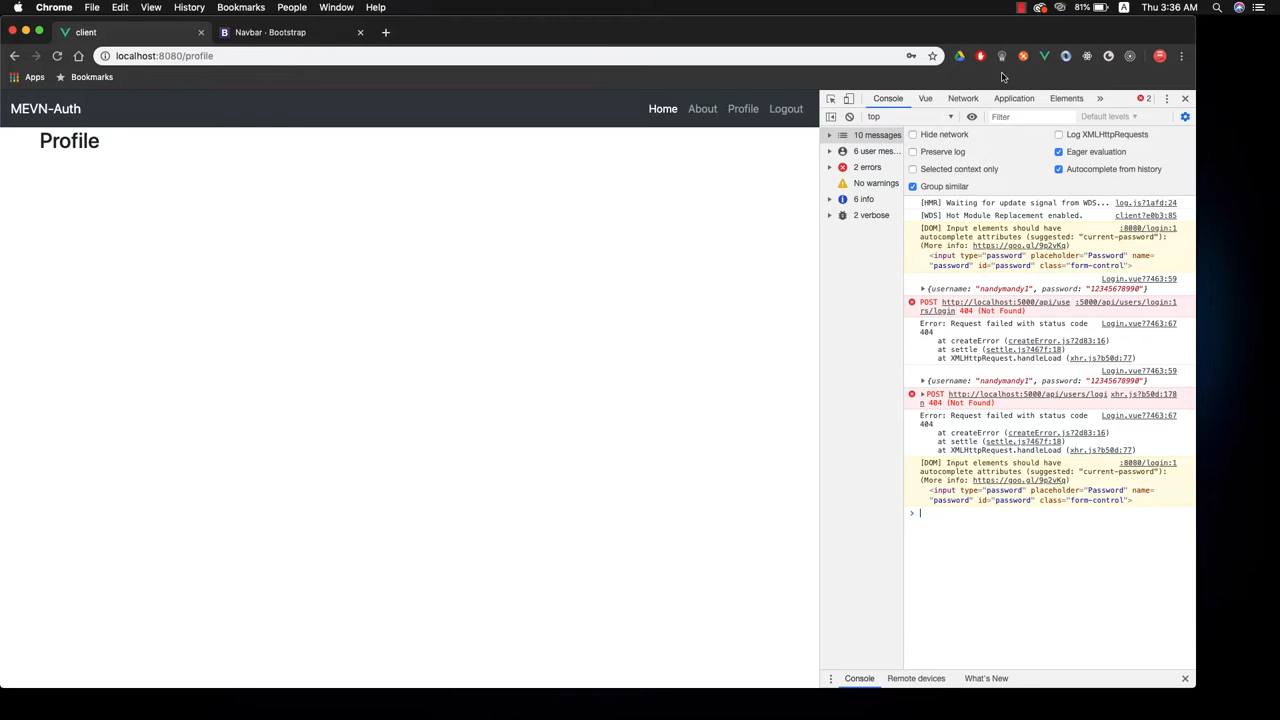 Chrome File Edit View History Bookmarks People Window Help 81% A Thu 3:36 AM
client Navbar · Bootstrap
localhost:8080/profile
Apps Bookmarks
MEVN-Auth Home About Profile Logout
Profile
Console Vue Network Application Elements » 2
top Filter Default levels ▼
10 messages
6 user mes...
2 errors
No warnings
6 info
2 verbose
Hide network Log XMLHttpRequests
Preserve log Eager evaluation
Selected context only Autocomplete from history
Group similar
[HMR] Waiting for update signal from WDS... log.js?1afd:24
[WDS] Hot Module Replacement enabled. client?e0b3:85
[DOM] Input elements should have :8080/login:1
autocomplete attributes (suggested: "current-password"):
(More info: https://goo.gl/9p2vKq)
<input type="password" placeholder="Password" name=
"password" id="password" class="form-control">
Login.vue?7463:59
{username: "nandymandy1", password: "12345678990"}
POST http://localhost:5000/api/use :5000/api/users/login:1
rs/login 404 (Not Found)
Error: Request failed with status code Login.vue?7463:67
404
at createError (createError.js?2d83:16)
at settle (settle.js?467f:18)
at XMLHttpRequest.handleLoad (xhr.js?b50d:77)
Login.vue?7463:59
{username: "nandymandy1", password: "12345678990"}
POST http://localhost:5000/api/users/logi xhr.js?b50d:178
n 404 (Not Found)
Error: Request failed with status code Login.vue?7463:67
404
at createError (createError.js?2d83:16)
at settle (settle.js?467f:18)
at XMLHttpRequest.handleLoad (xhr.js?b50d:77)
[DOM] Input elements should have :8080/login:1
autocomplete attributes (suggested: "current-password"):
(More info: https://goo.gl/9p2vKq)
<input type="password" placeholder="Password" name=
"password" id="password" class="form-control">
Console Remote devices What's New